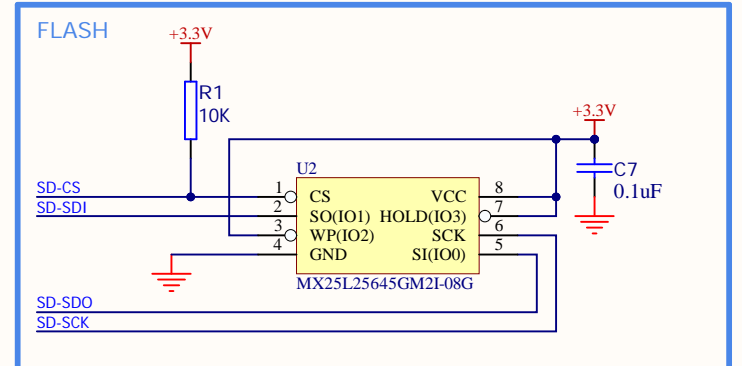 FLASH
+3.3V
R1
10K
+3.3V
C7
0.1uF
U2
SD-CS
1
CS
VCC
8
SD-SDI
2
SO(IO1)
HOLD(IO3)
7
3
WP(IO2)
SCK
6
4
GND
SI(IO0)
5
MX25L25645GM2I-08G
SD-SDO
SD-SCK